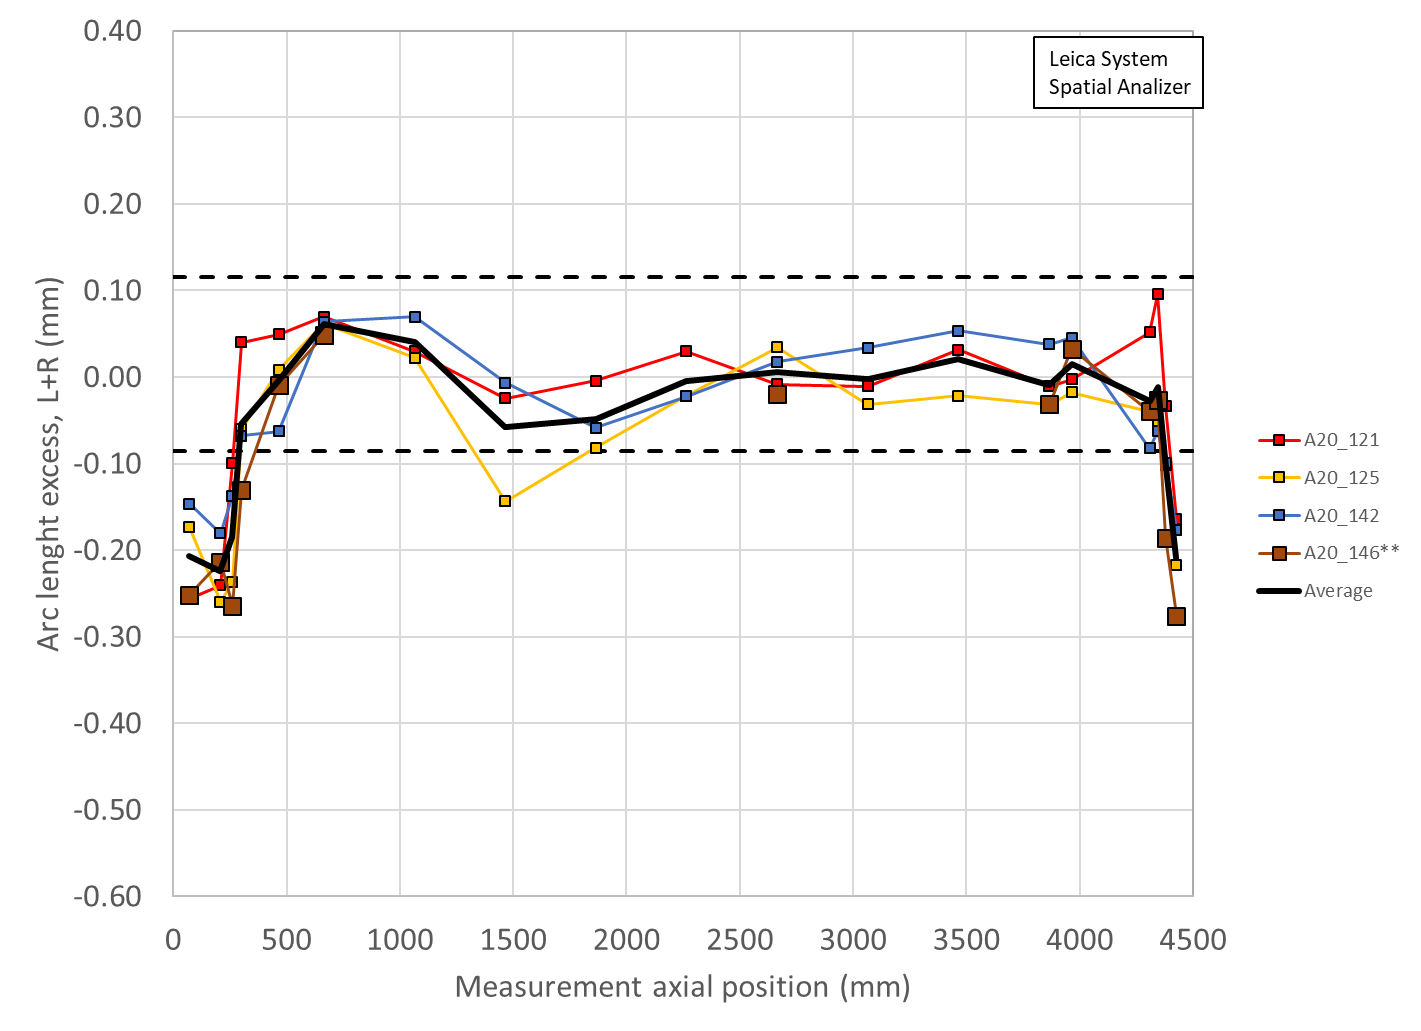 Leica System
Spatial Analizer
0.40
0.30
0.20
0.10
0.00
-0.10
-0.20
-0.30
-0.40
-0.50
-0.60
Arc lenght excess, L+R (mm)
0 500 1000 1500 2000 2500 3000 3500 4000 4500
Measurement axial position (mm)
A20_121
A20_125
A20_142
A20_146**
Average